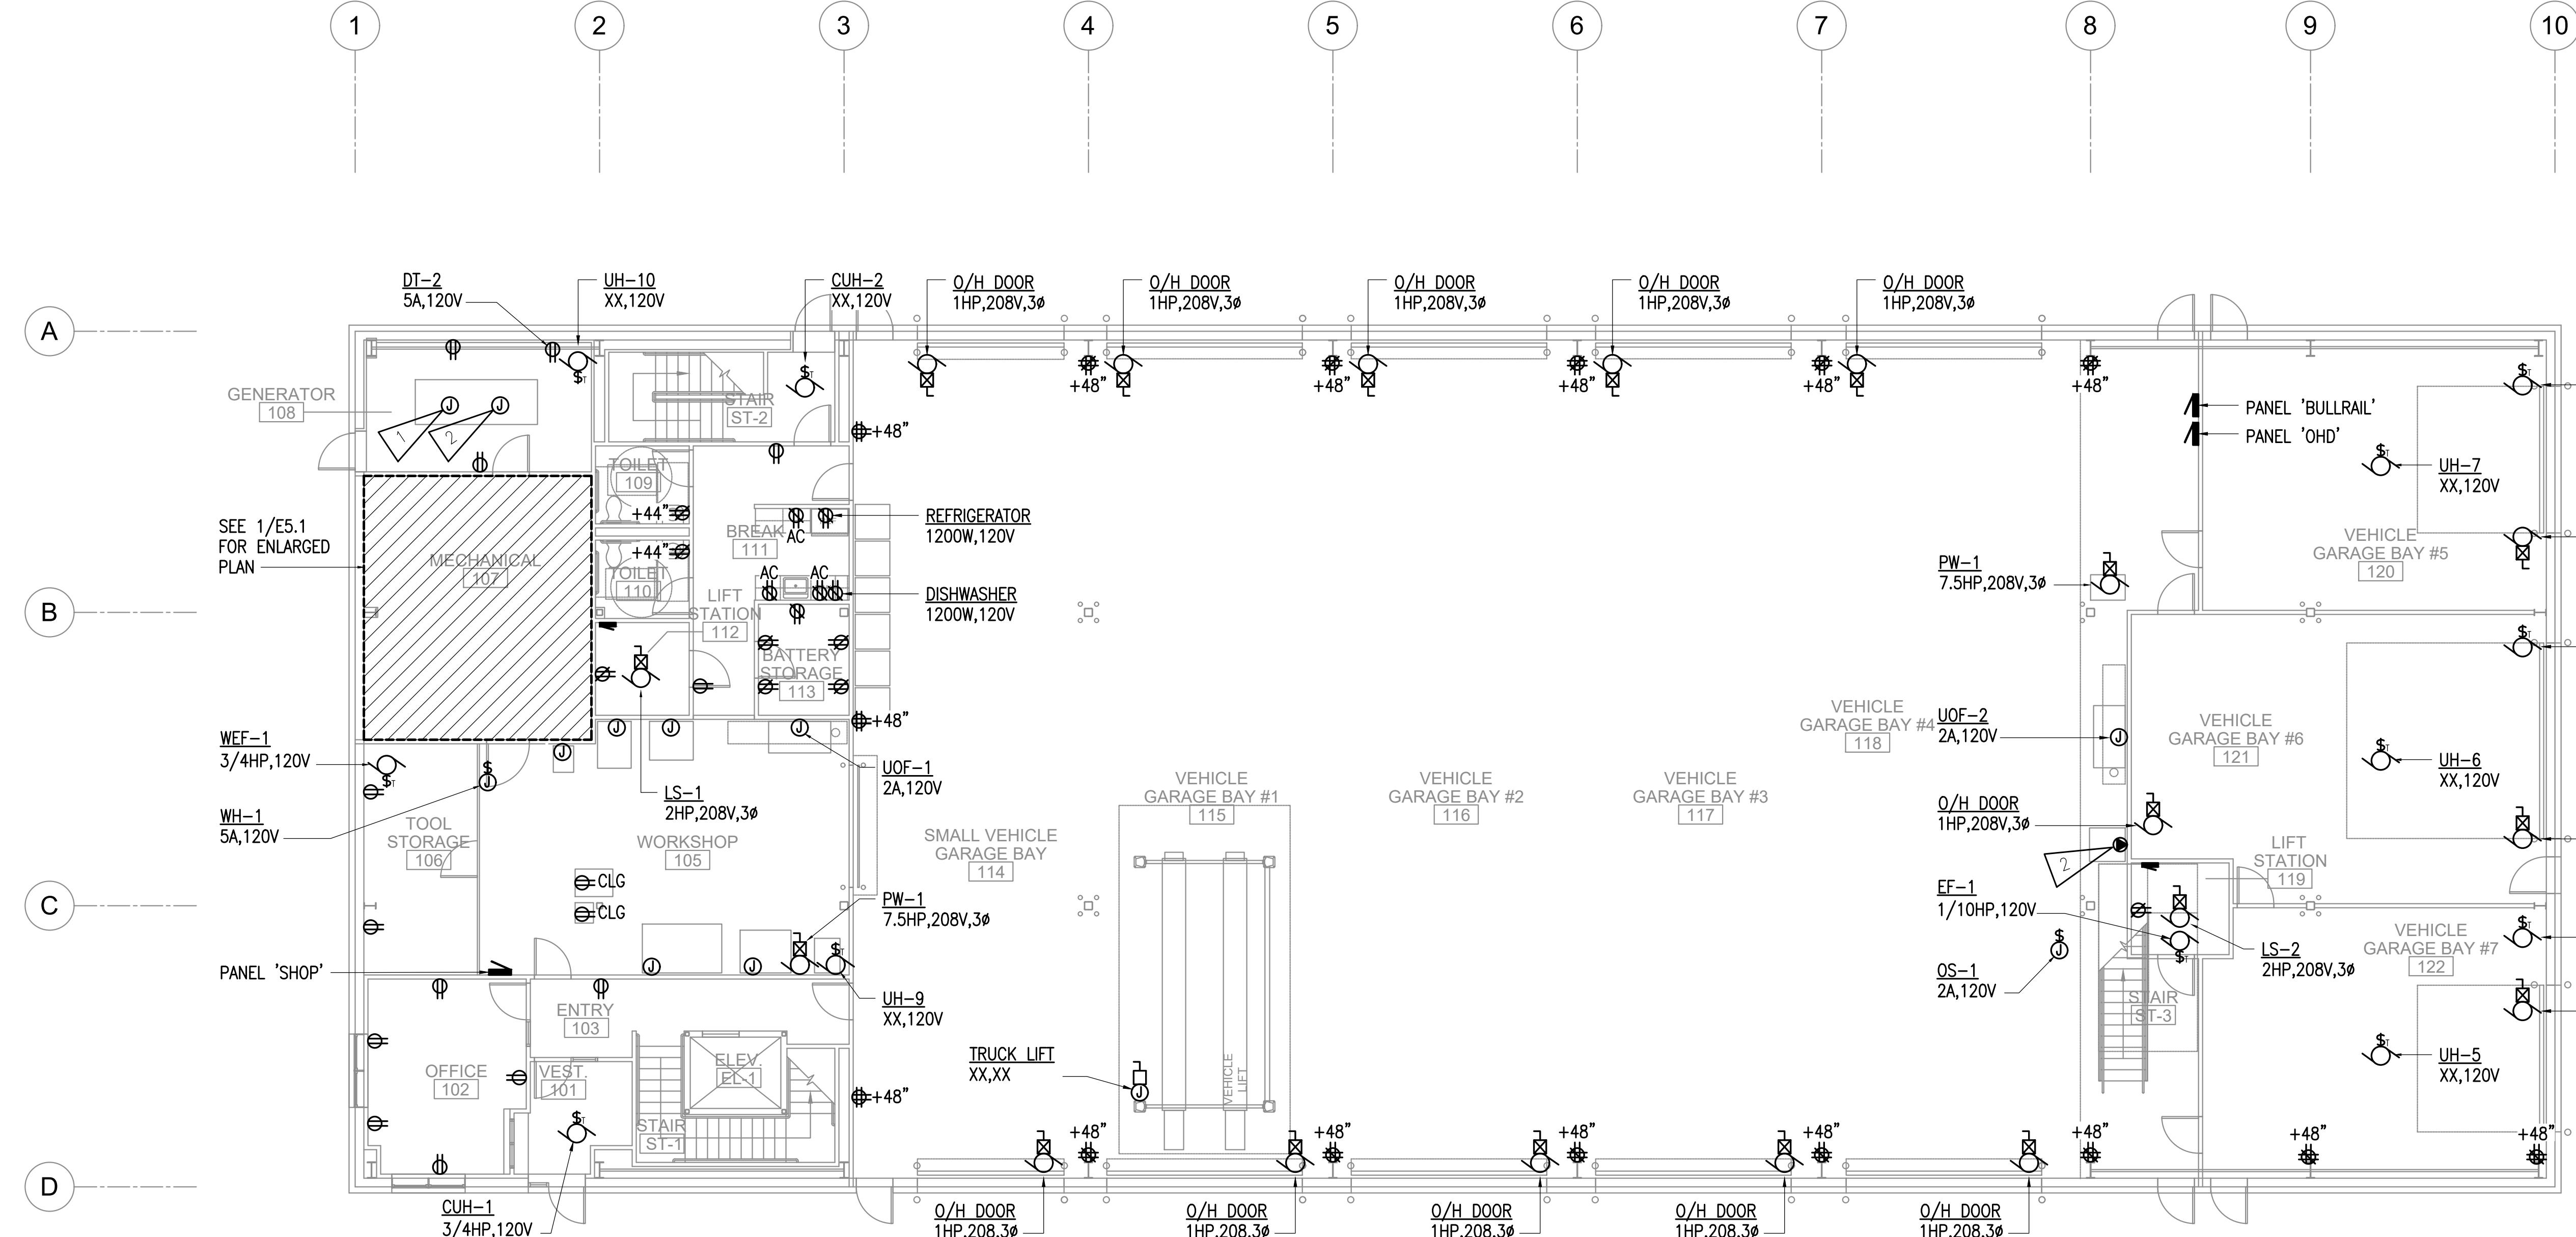 1
2
3
4
5
6
7
8
9
10
A
B
C
D
DT-2
5A,120V
UH-10
XX,120V
CUH-2
XX,120V
O/H DOOR
1HP,208V,3ø
O/H DOOR
1HP,208V,3ø
O/H DOOR
1HP,208V,3ø
O/H DOOR
1HP,208V,3ø
O/H DOOR
1HP,208V,3ø
+48"
+48"
+48"
+48"
+48"
GENERATOR
108
J
J
1
2
STAIR
ST-2
+48"
PANEL 'BULLRAIL'
PANEL 'OHD'
UH-7
XX,120V
TOILET
109
+44"
SEE 1/E5.1
FOR ENLARGED
PLAN
MECHANICAL
107
BREAK
111
AC
REFRIGERATOR
1200W,120V
+44"
TOILET
110
AC
AC
DISHWASHER
1200W,120V
LIFT
STATION
112
BATTERY
STORAGE
113
PW-1
7.5HP,208V,3ø
VEHICLE
GARAGE BAY #5
120
+48"
WEF-1
3/4HP,120V
WH-1
5A,120V
J
J
J
J
S
J
UOF-1
2A,120V
LS-1
2HP,208V,3ø
TOOL
STORAGE
106
WORKSHOP
105
SMALL VEHICLE
GARAGE BAY
114
VEHICLE
GARAGE BAY #1
115
VEHICLE
GARAGE BAY #2
116
VEHICLE
GARAGE BAY #3
117
VEHICLE
GARAGE BAY #4
118
UOF-2
2A,120V
J
VEHICLE
GARAGE BAY #6
121
UH-6
XX,120V
O/H DOOR
1HP,208V,3ø
2
LIFT
STATION
119
CLG
CLG
PW-1
7.5HP,208V,3ø
EF-1
1/10HP,120V
OS-1
2A,120V
S
J
LS-2
2HP,208V,3ø
VEHICLE
GARAGE BAY #7
122
PANEL 'SHOP'
J
J
UH-9
XX,120V
ENTRY
103
STAIR
ST-3
OFFICE
102
VEST.
101
ELEV.
EL-1
STAIR
ST-1
+48"
TRUCK LIFT
XX,XX
J
VEHICLE
LIFT
UH-5
XX,120V
+48"
+48"
+48"
+48"
+48"
+48"
+48"
CUH-1
3/4HP,120V
O/H DOOR
1HP,208,3ø
O/H DOOR
1HP,208,3ø
O/H DOOR
1HP,208,3ø
O/H DOOR
1HP,208,3ø
O/H DOOR
1HP,208,3ø